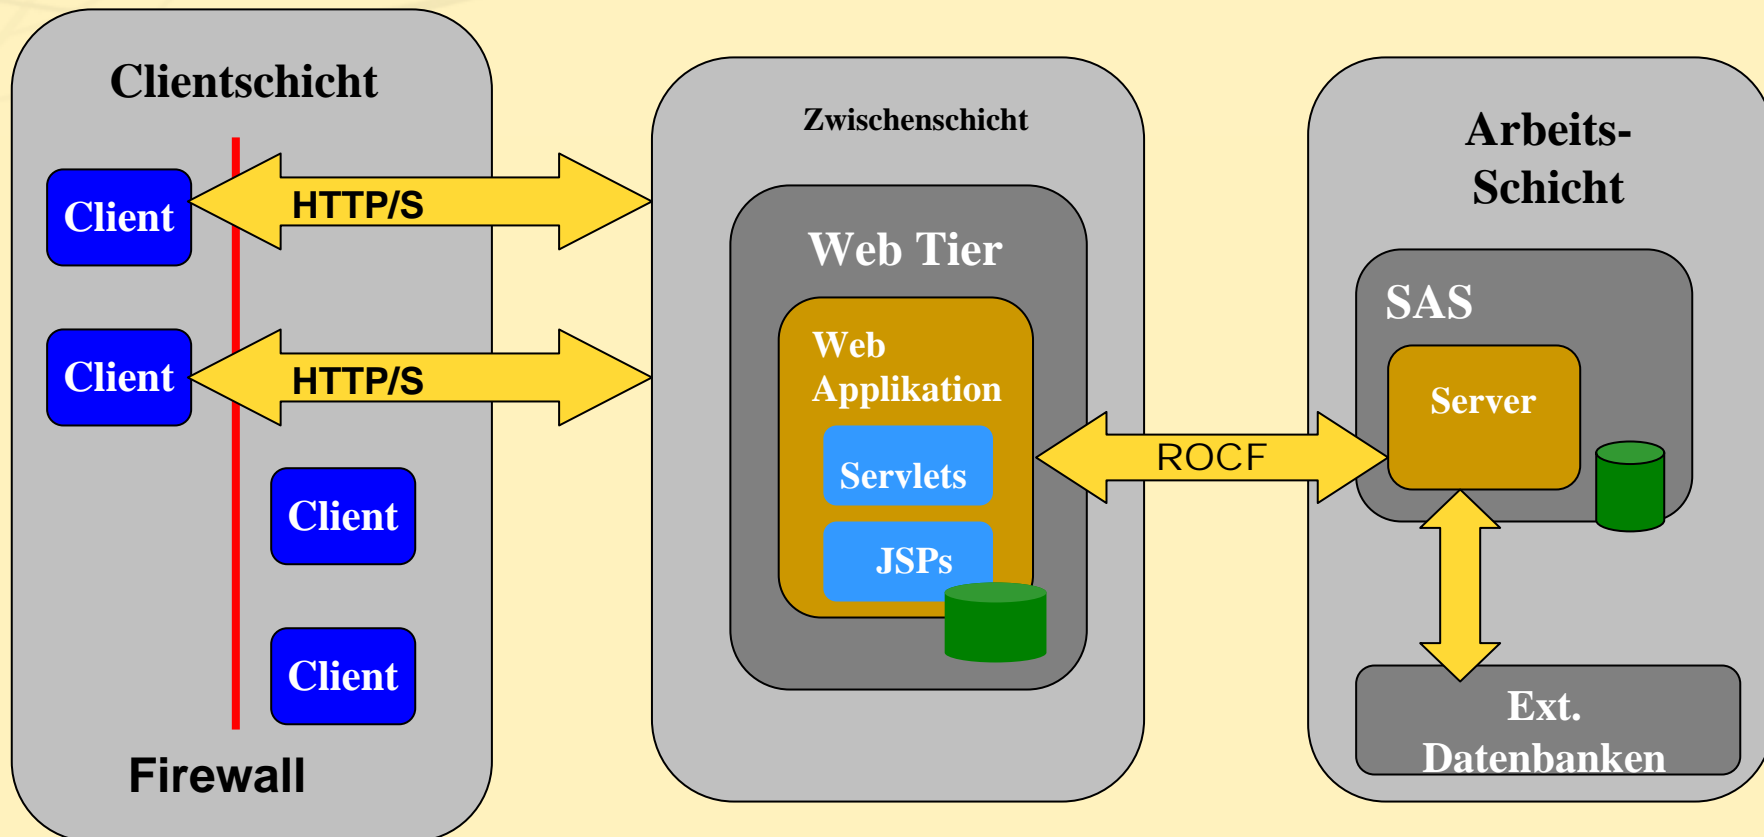 Clientschicht
Client
HTTP/S
Client
HTTP/S
Client
Client
Firewall
Zwischenschicht
Web Tier
Web
Applikation
Servlets
JSPs
ROCF
Arbeits-
Schicht
SAS
Server
Ext.
Datenbanken